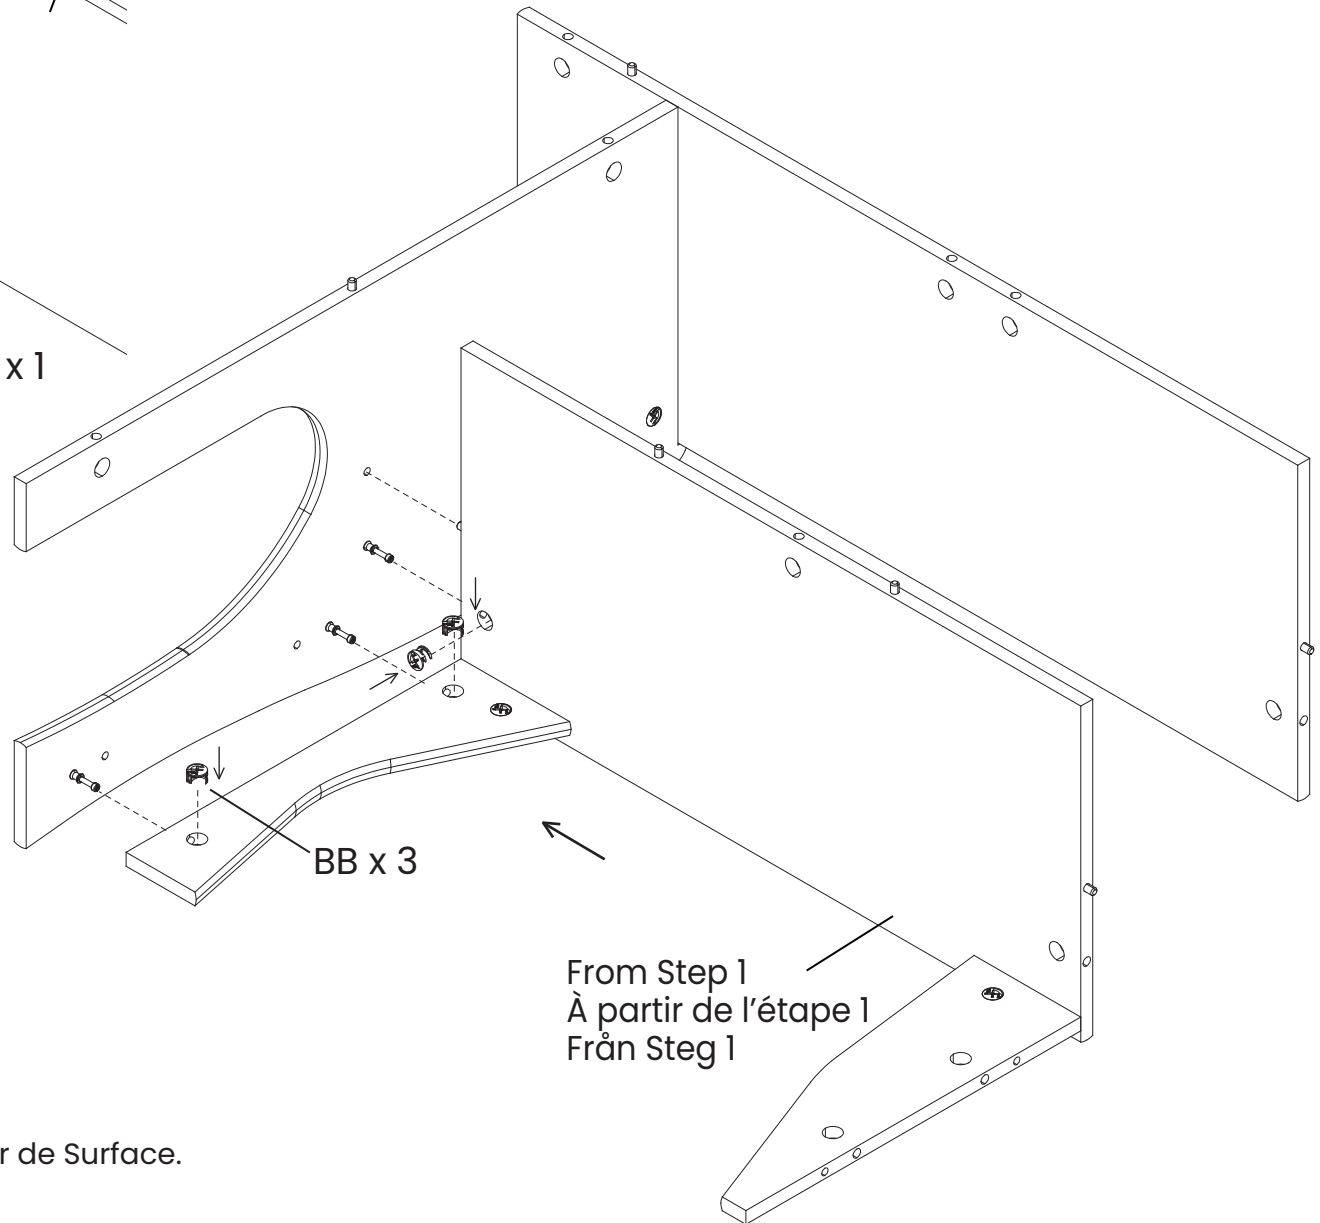 x 1
BB x 3
From Step 1
À partir de l’étape 1
Från Steg 1
r de Surface.